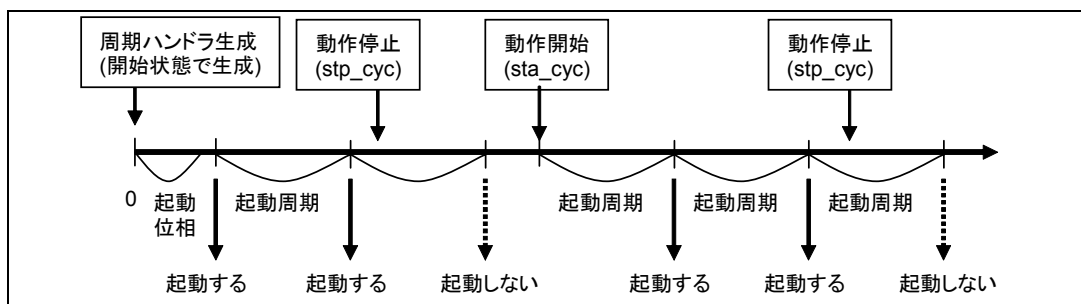 周期ハンドラ生成
(開始状態で生成)
動作停止
(stp_cyc)
動作開始
(sta_cyc)
動作停止
(stp_cyc)
0
起動
位相
起動周期
起動周期
起動周期
起動周期
起動する
起動する
起動しない
起動する
起動する
起動しない